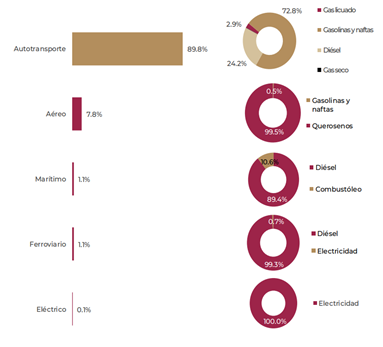 72.8%
Gas licuado
2.9%
Gasolinas y naftas
Autotransporte
89.8%
Diésel
24.2%
Gas seco
0.5%
Gasolinas y
naftas
Aéreo
7.8%
Querosenos
99.5%
10.6%
Diésel
Marítimo
1.1%
Combustóleo
89.4%
0.7%
Diésel
Ferroviario
1.1%
Electricidad
99.3%
Eléctrico
0.1%
Electricidad
100.0%